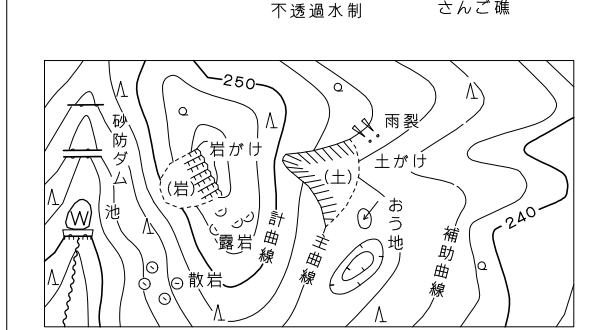 不透過水制
さんご礁
250
砂防ダム
雨裂
岩がけ
土がけ
(岩)
(土)
池
W
おう地
計曲線
露岩
主曲線
補助曲線
240
散岩